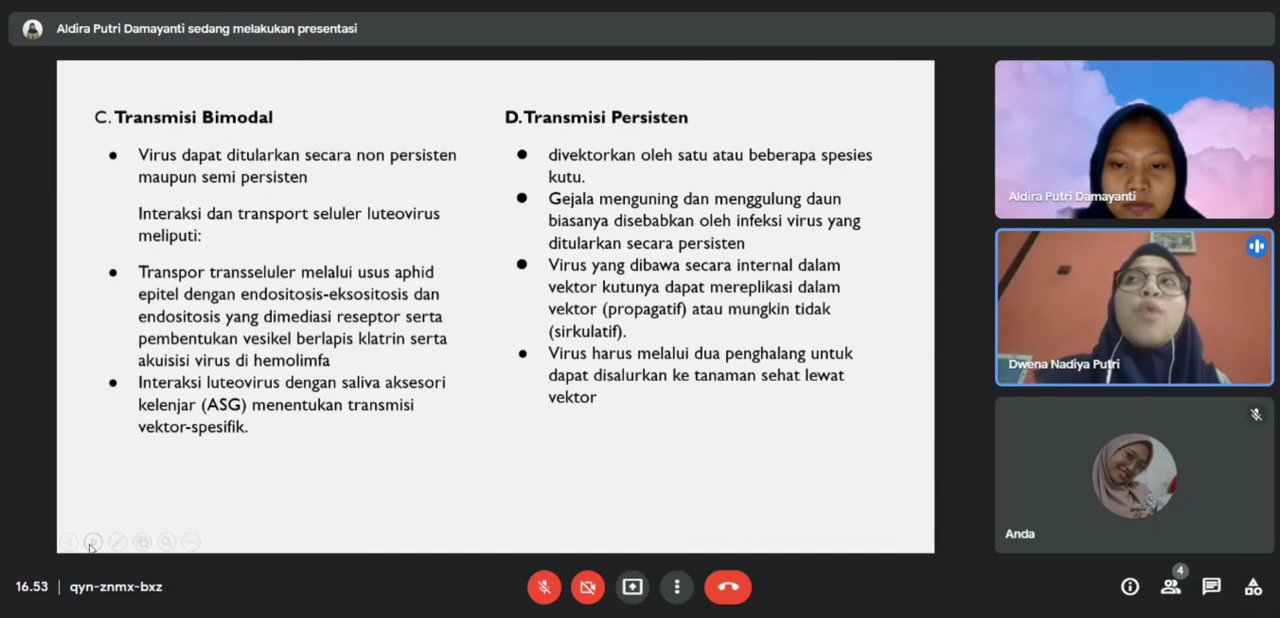 Aldira Putri Damayanti sedang melakukan presentasi
C. Transmisi Bimodal
● Virus dapat ditularkan secara non persisten
maupun semi persisten
Interaksi dan transport seluler luteovirus
meliputi:
● Transpor transseluler melalui usus aphid
epitel dengan endositosis-eksositosis dan
endositosis yang dimediasi reseptor serta
pembentukan vesikel berlapis klatrin serta
akuisisi virus di hemolimfa
● Interaksi luteovirus dengan saliva aksesori
kelenjar (ASG) menentukan transmisi
vektor-spesifik.
D. Transmisi Persisten
● divektorkan oleh satu atau beberapa spesies
kutu.
● Gejala menguning dan menggulung daun
biasanya disebabkan oleh infeksi virus yang
ditularkan secara persisten
● Virus yang dibawa secara internal dalam
vektor kutunya dapat mereplikasi dalam
vektor (propagatif) atau mungkin tidak
(sirkulatif).
● Virus harus melalui dua penghalang untuk
dapat disalurkan ke tanaman sehat lewat
vektor
Aldira Putri Damayanti
Dwena Nadiya Putri
Anda
16.53 | qyn-znmx-bxz
4